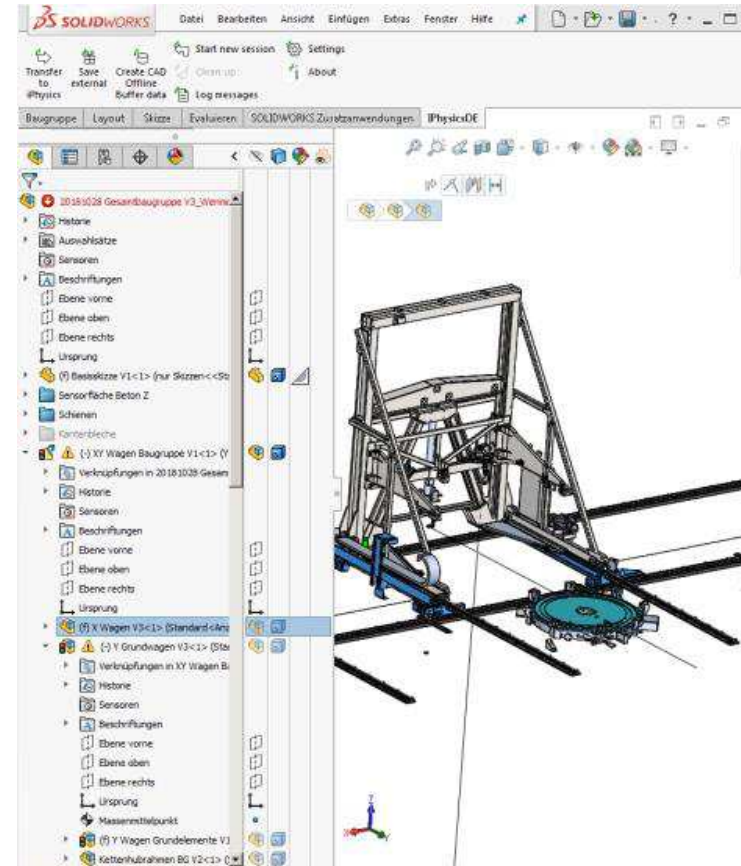 DS SOLIDWORKS Datei Bearbeiten Ansicht Einfügen Extras Fenster Hilfe ?
Start new session Settings
Transfer to iPhysics Save external Create CAD Offline Buffer data Clean up About
Log messages
Baugruppe Layout Skizze Evaluieren SOLIDWORKS Zusatzanwendungen IPhysicsDE
20181028 Gesamtbaugruppe V3_
Historie
Auswahlsätze
Sensoren
Beschriftungen
Ebene vorne
Ebene oben
Ebene rechts
Ursprung
(f) Basisskizze V1<1> (nur Skizzen<<St
Sensorfläche Beton Z
Schienen
Kantenbleche
(-) XY Wagen Baugruppe V1<1> (Y
Verknüpfungen in 20181028 Gesam
Historie
Sensoren
Beschriftungen
Ebene vorne
Ebene oben
Ebene rechts
Ursprung
(f) X Wagen V3<1> (Standard<Anz
(-) Y Grundwagen V3<1> (Sta
Verknüpfungen in XY Wagen B
Historie
Sensoren
Beschriftungen
Ebene vorne
Ebene oben
Ebene rechts
Ursprung
Massenmittelpunkt
(f) Y Wagen Grundelemente V1
Kettenhubrahmen BG V2<1> (
Z
X
Y